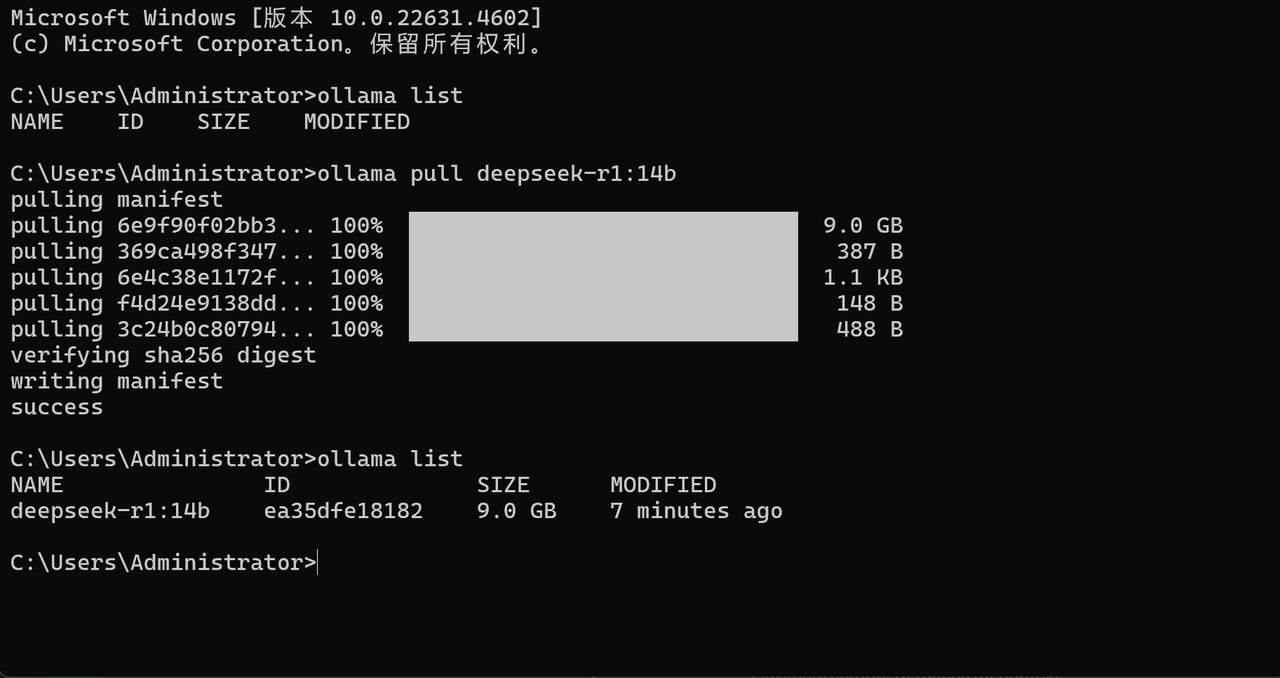 Microsoft Windows [版本 10.0.22631.4602]
(c) Microsoft Corporation。保留所有权利。
C:\Users\Administrator>ollama list
NAME    ID    SIZE    MODIFIED
C:\Users\Administrator>ollama pull deepseek-r1:14b
pulling manifest
pulling 6e9f90f02bb3... 100% 9.0 GB
pulling 369ca498f347... 100% 387 B
pulling 6e4c38e1172f... 100% 1.1 KB
pulling f4d24e9138dd... 100% 148 B
pulling 3c24b0c80794... 100% 488 B
verifying sha256 digest
writing manifest
success
C:\Users\Administrator>ollama list
NAME               ID              SIZE      MODIFIED
deepseek-r1:14b    ea35dfe18182    9.0 GB    7 minutes ago
C:\Users\Administrator>